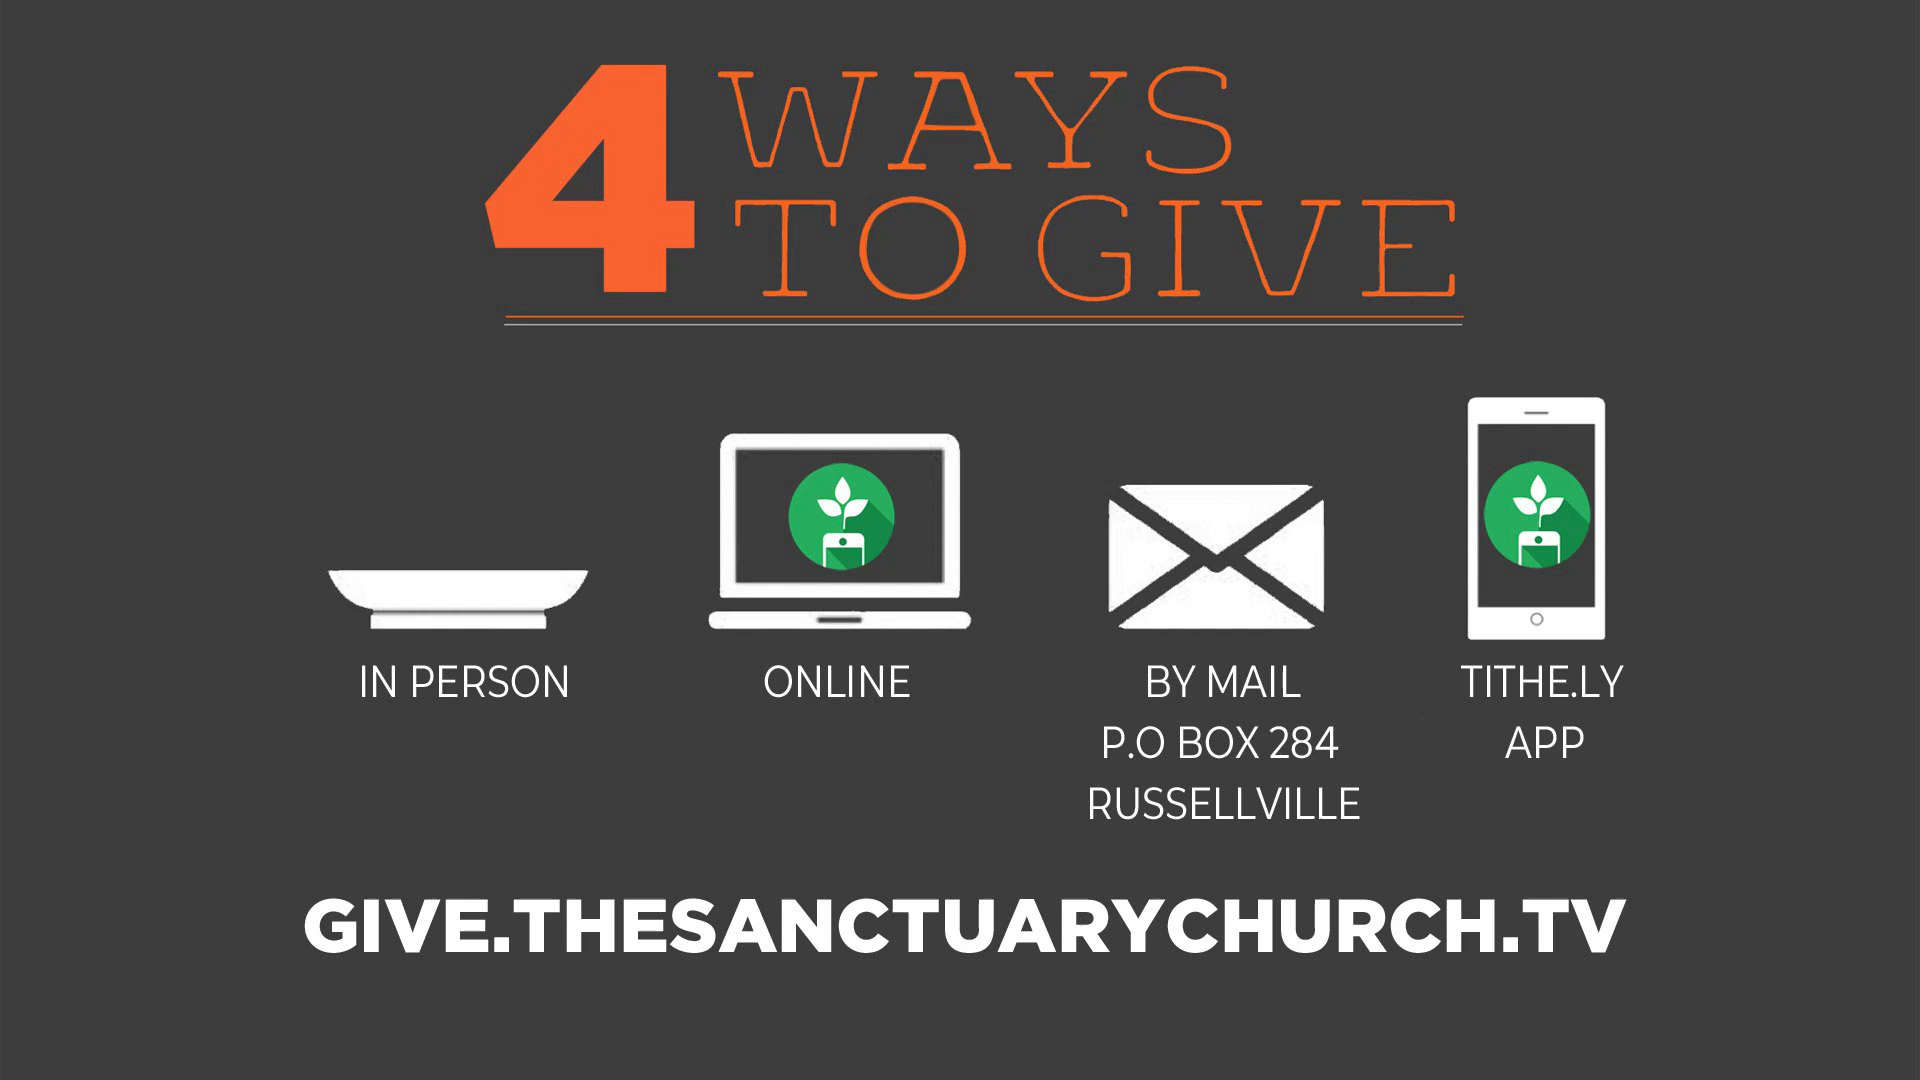 4 WAYS
TO GIVE
IN PERSON
ONLINE
BY MAIL
P.O BOX 284
RUSSELLVILLE
TITHE.LY
APP
GIVE.THESANCTUARYCHURCH.TV